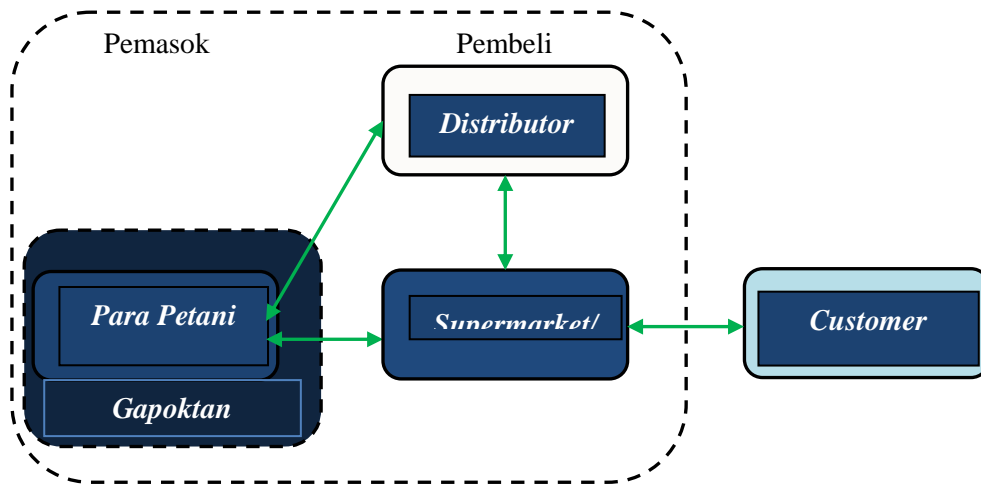 Pemasok
Pembeli
Distributor
Para Petani
Supermarket/
Customer
Gapoktan